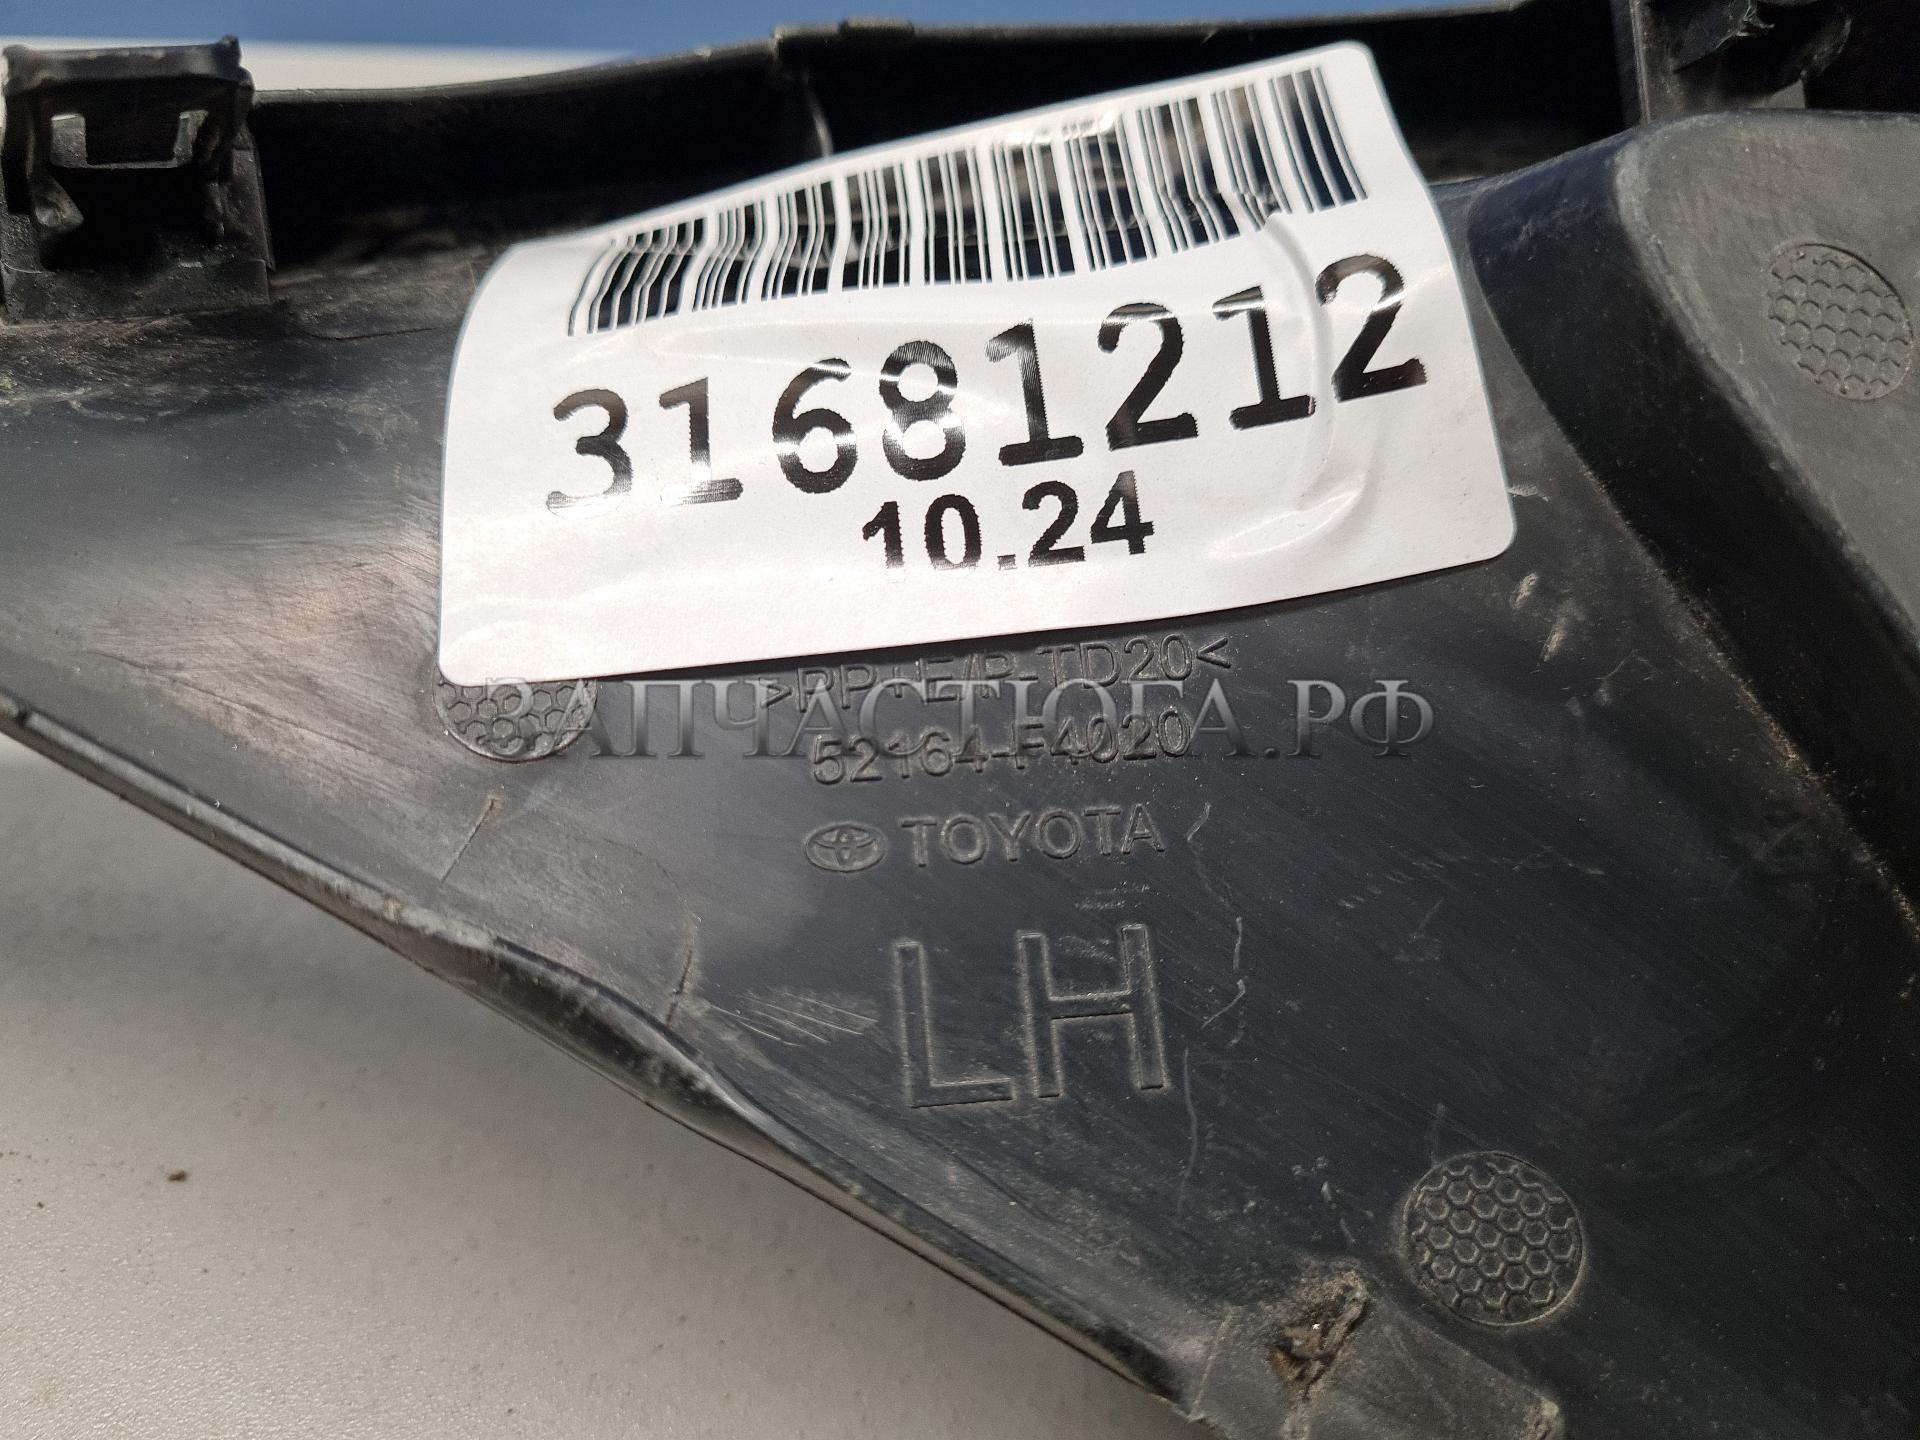 31681212
10.24
>PP+E/P-TD20<
ЗАПЧАСТЮГА.РФ
52164-F4020
TOYOTA
LH